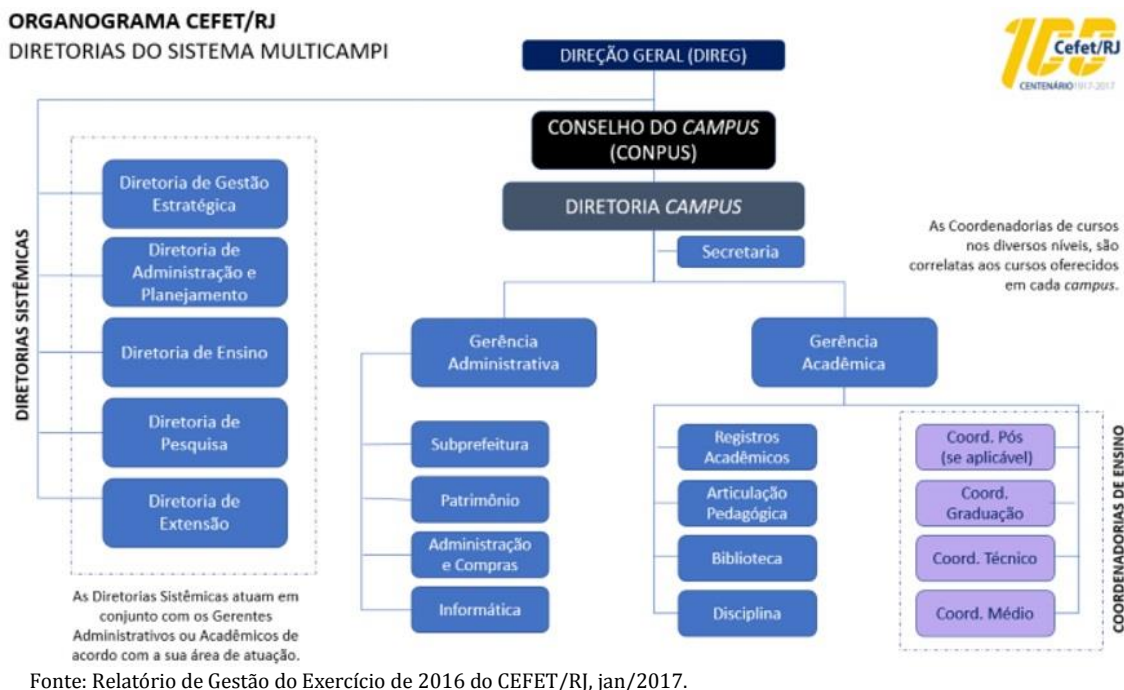 ORGANOGRAMA CEFET/RJ
DIRETORIAS DO SISTEMA MULTICAMPI
DIREÇÃO GERAL (DIREG)
100
Cefet/RJ
CENTENÁRIO 1917-2017
CONSELHO DO CAMPUS
(CONPUS)
DIRETORIA CAMPUS
Secretaria
As Coordenadorias de cursos
nos diversos níveis, são
correlatas aos cursos oferecidos
em cada campus.
DIRETORIAS SISTÊMICAS
Diretoria de Gestão
Estratégica
Diretoria de
Administração e
Planejamento
Diretoria de Ensino
Diretoria de
Pesquisa
Diretoria de
Extensão
As Diretorias Sistêmicas atuam em
conjunto com os Gerentes
Administrativos ou Acadêmicos de
acordo com a sua área de atuação.
Gerência
Administrativa
Subprefeitura
Patrimônio
Administração
e Compras
Informática
Gerência
Acadêmica
Registros
Acadêmicos
Articulação
Pedagógica
Biblioteca
Disciplina
Coord. Pós
(se aplicável)
Coord.
Graduação
Coord. Técnico
Coord. Médio
COORDENADORIAS DE ENSINO
Fonte: Relatório de Gestão do Exercício de 2016 do CEFET/RJ, jan/2017.